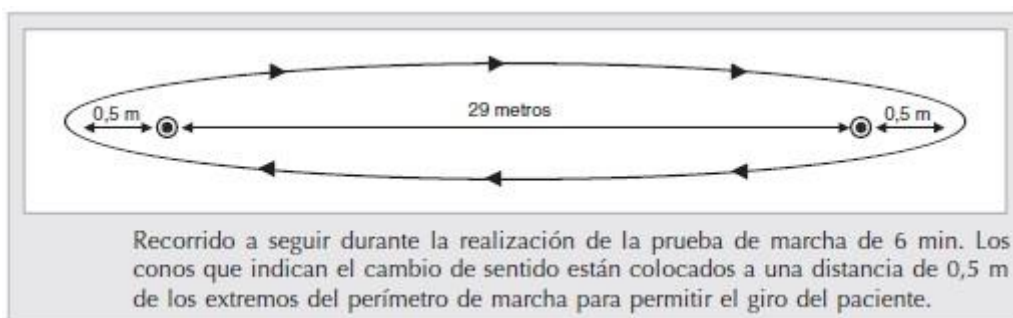 0,5 m
29 metros
0,5 m
Recorrido a seguir durante la realización de la prueba de marcha de 6 min. Los
conos que indican el cambio de sentido están colocados a una distancia de 0,5 m
de los extremos del perímetro de marcha para permitir el giro del paciente.